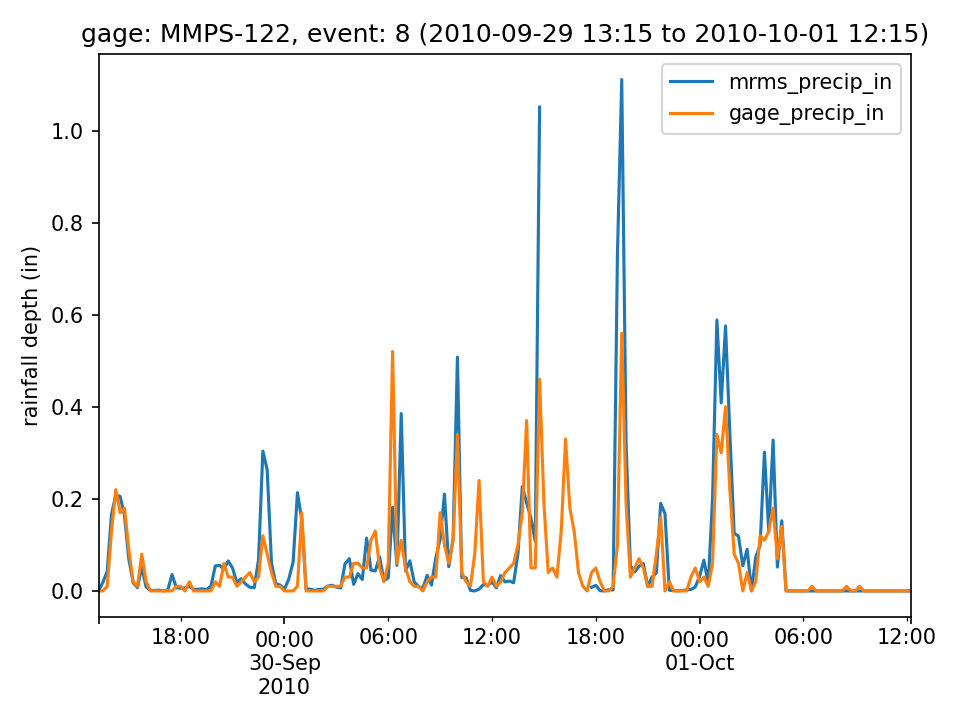 gage: MMPS-122, event: 8 (2010-09-29 13:15 to 2010-10-01 12:15)
mrms_precip_in
gage_precip_in
rainfall depth (in)
1.0
0.8
0.6
0.4
0.2
0.0
18:00 00:00 06:00 12:00 18:00 00:00 06:00 12:00
30-Sep 01-Oct
2010